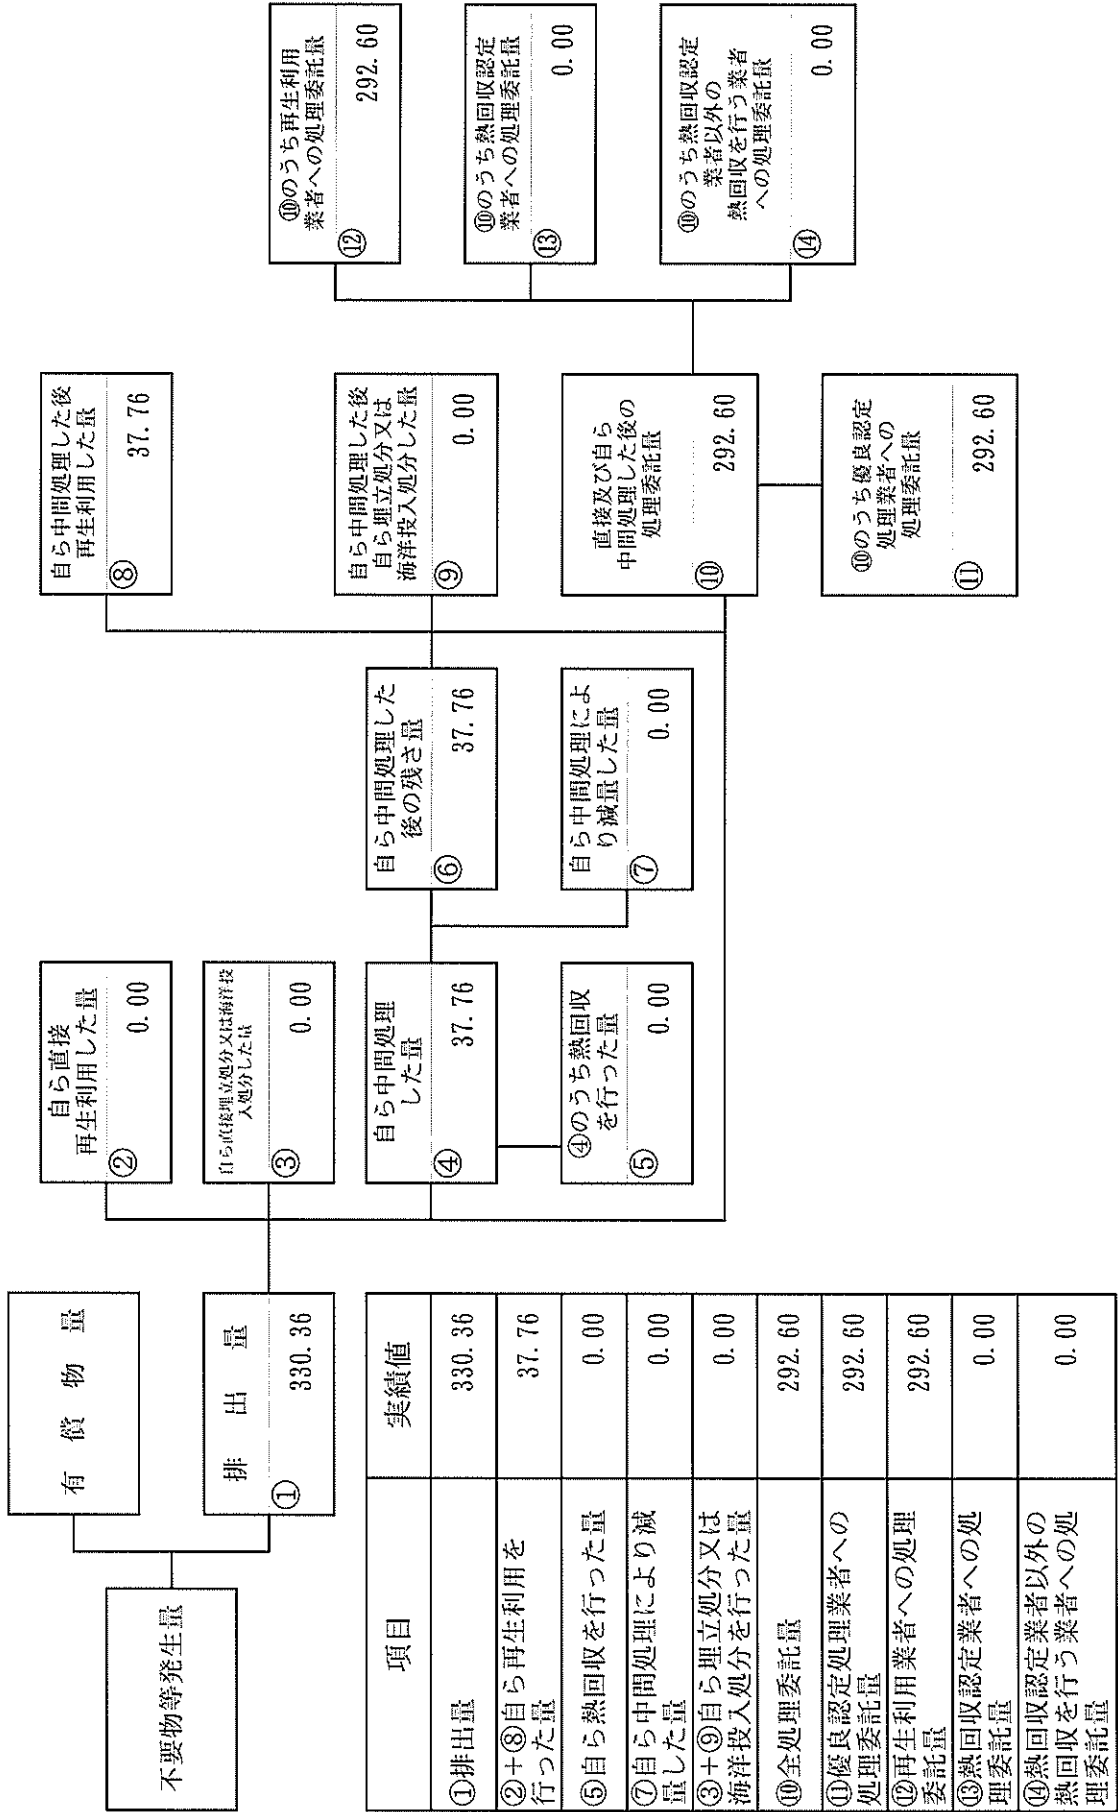 不要物等発生量
有償物量
排出量
①
330.36
自ら直接
再生利用した量
②
0.00
自ら直接埋立処分又は海洋投
入処分した量
③
0.00
自ら中間処理
した量
④
37.76
④のうち熱回収
を行った量
⑤
0.00
自ら中間処理した
後の残さ量
⑥
37.76
自ら中間処理によ
り減量した量
⑦
0.00
自ら中間処理した後
再生利用した量
⑧
37.76
自ら中間処理した後
自ら埋立処分又は
海洋投入処分した量
⑨
0.00
直接及び自ら
中間処理した後の
処理委託量
⑩
292.60
⑩のうち優良認定
処理業者への
処理委託量
⑪
292.60
⑩のうち再生利用
業者への処理委託量
⑫
292.60
⑩のうち熱回収認定
業者への処理委託量
⑬
0.00
⑩のうち熱回収認定
業者以外の
熱回収を行う業者
への処理委託量
⑭
0.00
項目 実績値
①排出量 330.36
②+⑧自ら再生利用を
行った量 37.76
⑤自ら熱回収を行った量 0.00
⑦自ら中間処理により減
量した量 0.00
③+⑨自ら埋立処分又は
海洋投入処分を行った量 0.00
⑩全処理委託量 292.60
⑪優良認定処理業者への
処理委託量 292.60
⑫再生利用業者への処理
委託量 292.60
⑬熱回収認定業者への処
理委託量 0.00
⑭熱回収認定業者以外の
熱回収を行う業者への処
理委託量 0.00